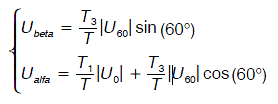 U_beta = T_3/T |U_60| sin (60°)
U_alfa = T_1/T |U_0| + T_3/T ||U_60| cos (60°)